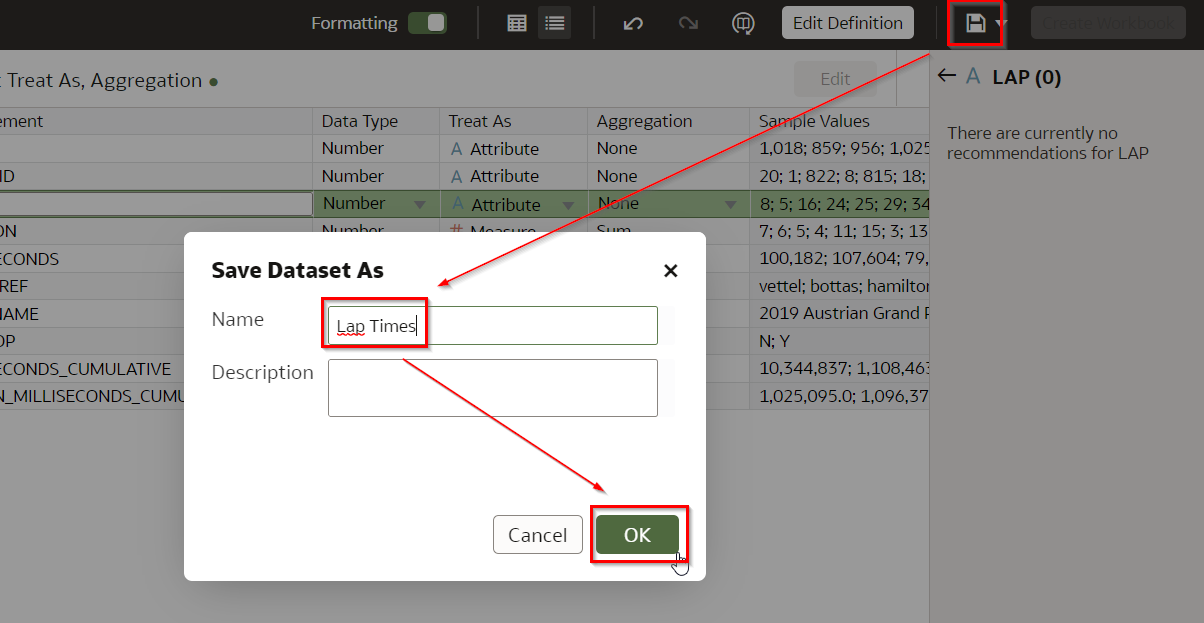 Formatting Edit Definition Create Workbook
: Treat As, Aggregation Edit
LAP (0)
There are currently no
recommendations for LAP
ement Data Type Treat As Aggregation Sample Values
Number A Attribute None 1,018; 859; 956; 1,025
ID Number A Attribute None 20; 1; 822; 8; 815; 18;
Number A Attribute None 8; 5; 16; 24; 25; 29; 34
ON Number # Measure Sum 7; 6; 5; 4; 11; 15; 3; 13
ECONDS 100,182; 107,604; 79,
REF vettel; bottas; hamilton
NAME 2019 Austrian Grand P
OP N; Y
ECONDS_CUMULATIVE 10,344,837; 1,108,463
N_MILLISECONDS_CUMU 1,025,095.0; 1,096,37
Save Dataset As
Name Lap Times
Description
Cancel OK